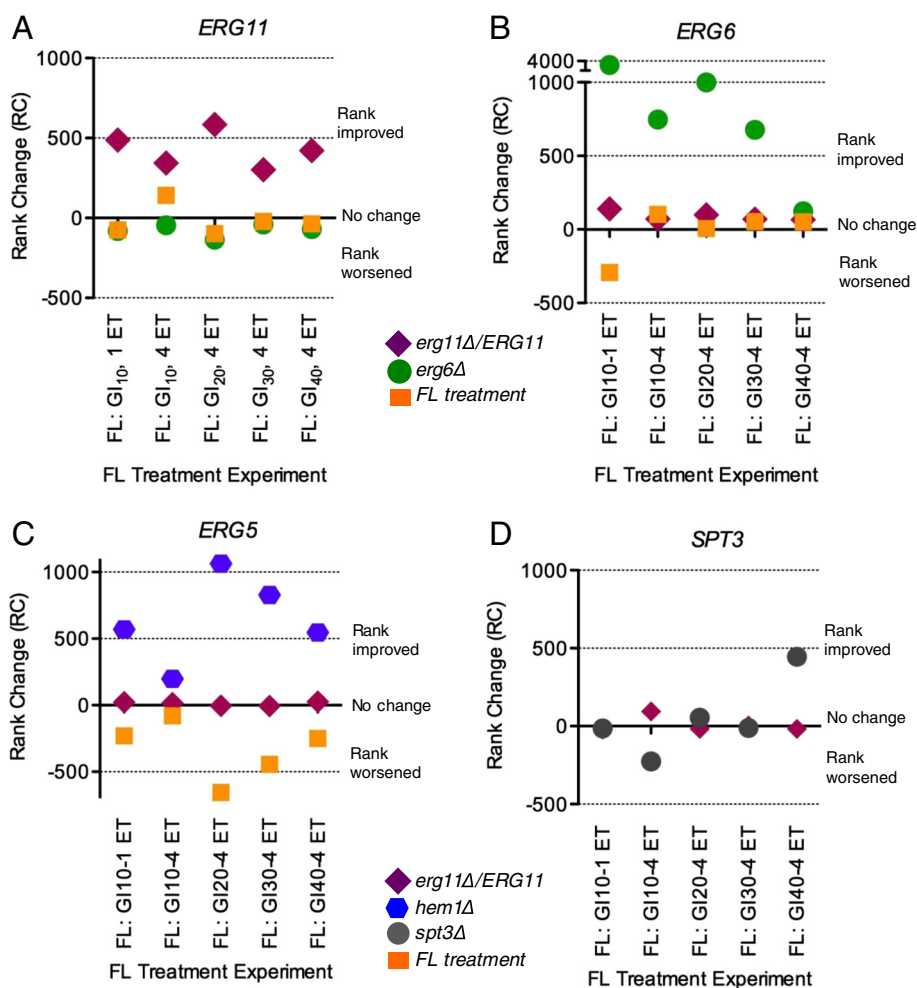 A
ERG11
Rank Change (RC)
1000
500
0
-500
Rank
improved
No change
Rank
worsened
FL: GI10, 1 ET
FL: GI10, 4 ET
FL: GI20, 4 ET
FL: GI30, 4 ET
FL: GI40, 4 ET
FL Treatment Experiment
B
ERG6
Rank Change (RC)
4000
1000
500
0
-500
Rank
improved
No change
Rank
worsened
FL: GI10-1 ET
FL: GI10-4 ET
FL: GI20-4 ET
FL: GI30-4 ET
FL: GI40-4 ET
FL Treatment Experiment
erg11Δ/ERG11
erg6Δ
FL treatment
C
ERG5
Rank Change (RC)
1000
500
0
-500
Rank
improved
No change
Rank
worsened
FL: GI10-1 ET
FL: GI10-4 ET
FL: GI20-4 ET
FL: GI30-4 ET
FL: GI40-4 ET
FL Treatment Experiment
D
SPT3
Rank Change (RC)
1000
500
0
-500
Rank
improved
No change
Rank
worsened
FL: GI10-1 ET
FL: GI10-4 ET
FL: GI20-4 ET
FL: GI30-4 ET
FL: GI40-4 ET
FL Treatment Experiment
erg11Δ/ERG11
hem1Δ
spt3Δ
FL treatment